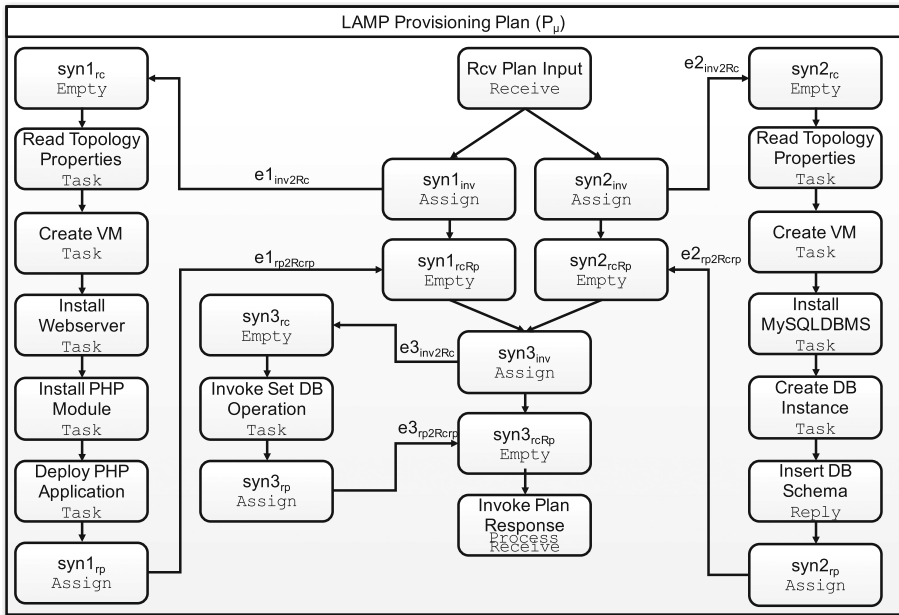 LAMP Provisioning Plan (Pμ)
syn1rc
Empty
Read Topology
Properties
Task
Create VM
Task
Install
Webserver
Task
Install PHP
Module
Task
Deploy PHP
Application
Task
syn1rp
Assign
e1inv2Rc
e1rp2Rcrp
Rcv Plan Input
Receive
syn1inv
Assign
syn2inv
Assign
syn1rcRp
Empty
syn2rcRp
Empty
syn3rc
Empty
Invoke Set DB
Operation
Task
syn3rp
Assign
e3inv2Rc
e3rp2Rcrp
syn3inv
Assign
syn3rcRp
Empty
Invoke Plan
Response
Process
Receive
e2inv2Rc
e2rp2Rcrp
syn2rc
Empty
Read Topology
Properties
Task
Create VM
Task
Install
MySQLDBMS
Task
Create DB
Instance
Task
Insert DB
Schema
Reply
syn2rp
Assign